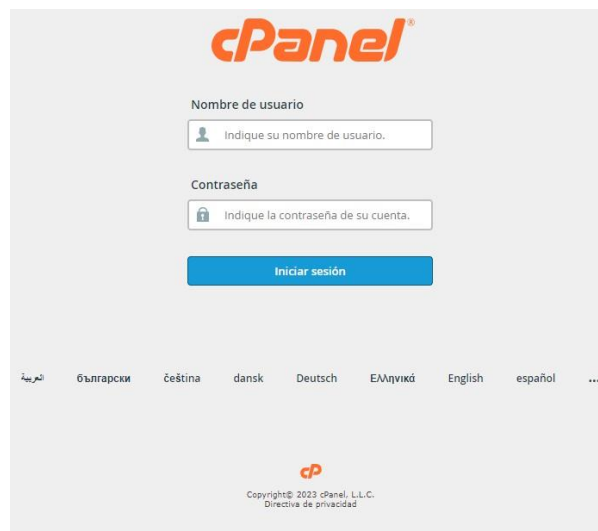 cPanel®
Nombre de usuario
Indique su nombre de usuario.
Contraseña
Indique la contraseña de su cuenta.
Iniciar sesión
العربية български čeština dansk Deutsch Ελληνικά English español ...
cP
Copyright© 2023 cPanel, L.L.C.
Directiva de privacidad